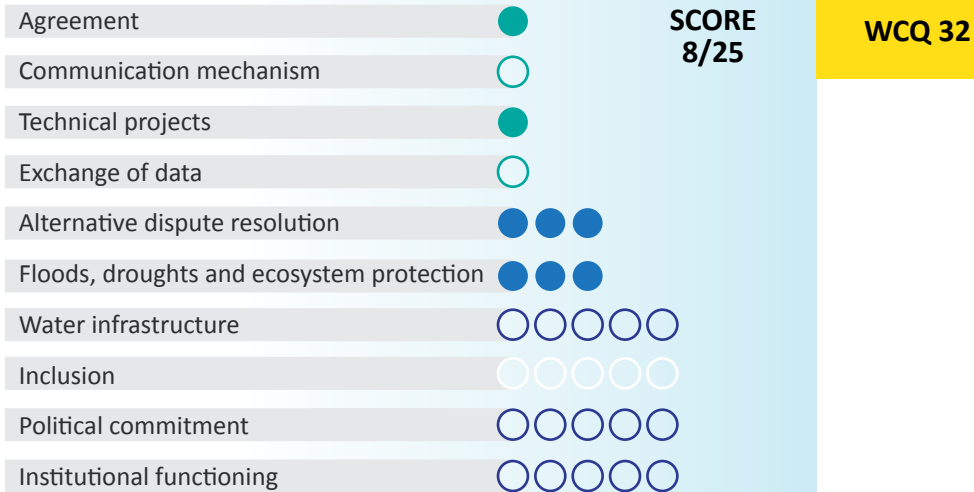 Agreement
SCORE
8/25
WCQ 32
Communication mechanism
Technical projects
Exchange of data
Alternative dispute resolution
Floods, droughts and ecosystem protection
Water infrastructure
Inclusion
Political commitment
Institutional functioning